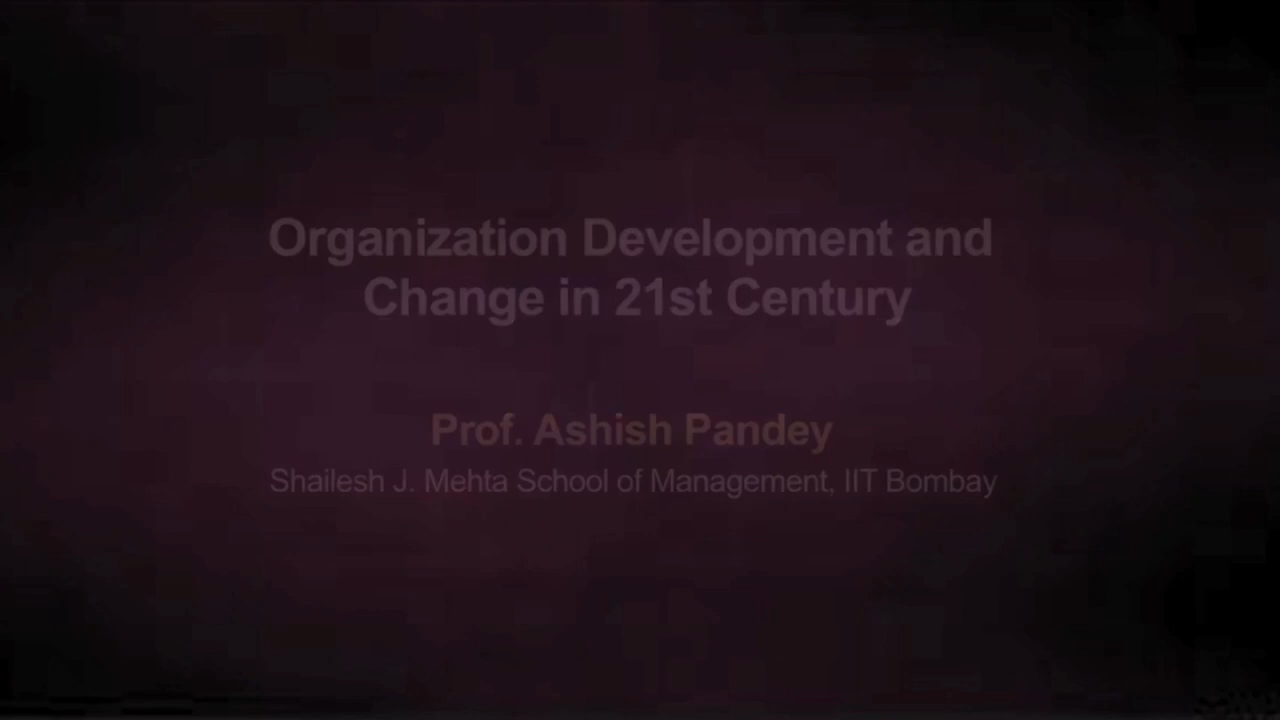 Organization Development and
Change in 21st Century
Prof. Ashish Pandey
Shailesh J. Mehta School of Management, IIT Bombay